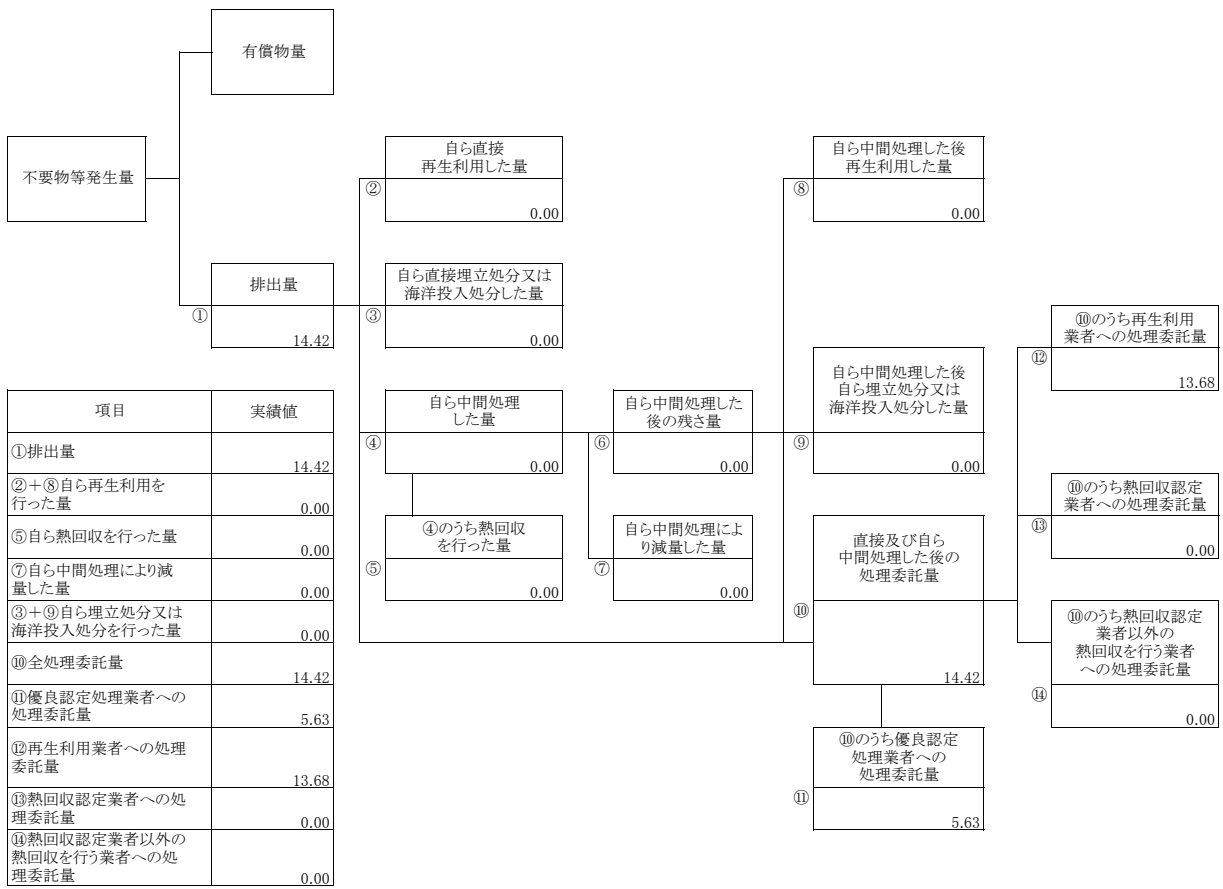 有償物量
不要物等発生量
自ら直接
再生利用した量
②
0.00
自ら中間処理した後
再生利用した量
⑧
0.00
排出量
①
14.42
自ら直接埋立処分又は
海洋投入処分した量
③
0.00
⑩のうち再生利用
業者への処理委託量
⑫
13.68
自ら中間処理
した量
④
0.00
自ら中間処理した
後の残さ量
⑥
0.00
自ら中間処理した後
自ら埋立処分又は
海洋投入処分した量
⑨
0.00
⑩のうち熱回収認定
業者への処理委託量
⑬
0.00
④のうち熱回収
を行った量
⑤
0.00
自ら中間処理によ
り減量した量
⑦
0.00
直接及び自ら
中間処理した後の
処理委託量
⑩
14.42
⑩のうち熱回収認定
業者以外の
熱回収を行う業者
への処理委託量
⑭
0.00
⑩のうち優良認定
処理業者への
処理委託量
⑪
5.63
項目 実績値
①排出量
14.42
②+⑧自ら再生利用を
行った量
0.00
⑤自ら熱回収を行った量
0.00
⑦自ら中間処理により減
量した量
0.00
③+⑨自ら埋立処分又は
海洋投入処分を行った量
0.00
⑩全処理委託量
14.42
⑪優良認定処理業者への
処理委託量
5.63
⑫再生利用業者への処理
委託量
13.68
⑬熱回収認定業者への処
理委託量
0.00
⑭熱回収認定業者以外の
熱回収を行う業者への処
理委託量
0.00